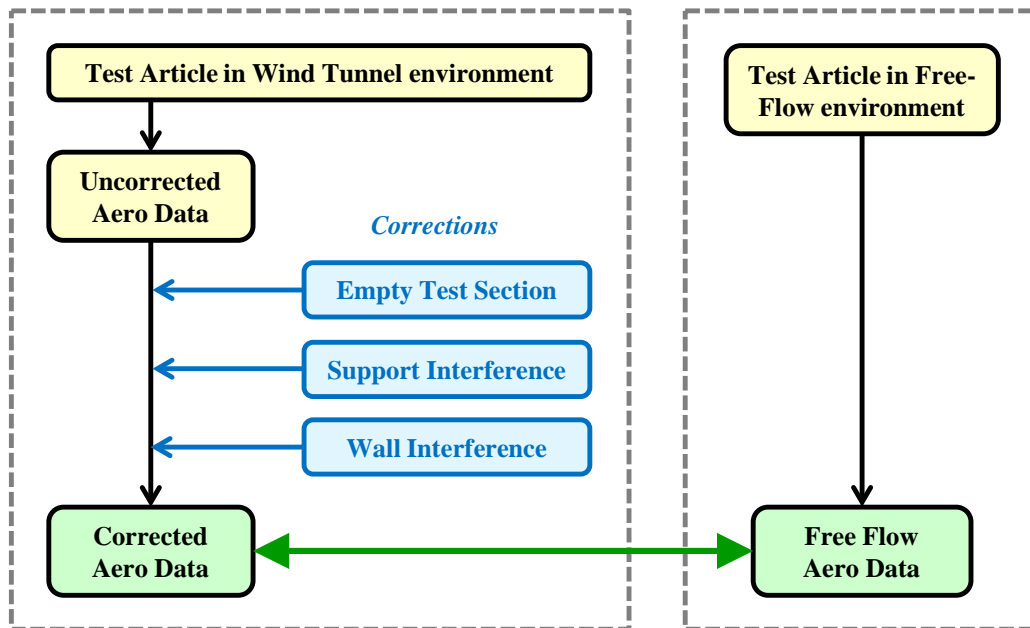 Test Article in Wind Tunnel environment
Uncorrected
Aero Data
Corrections
Empty Test Section
Support Interference
Wall Interference
Corrected
Aero Data
Test Article in Free-
Flow environment
Free Flow
Aero Data